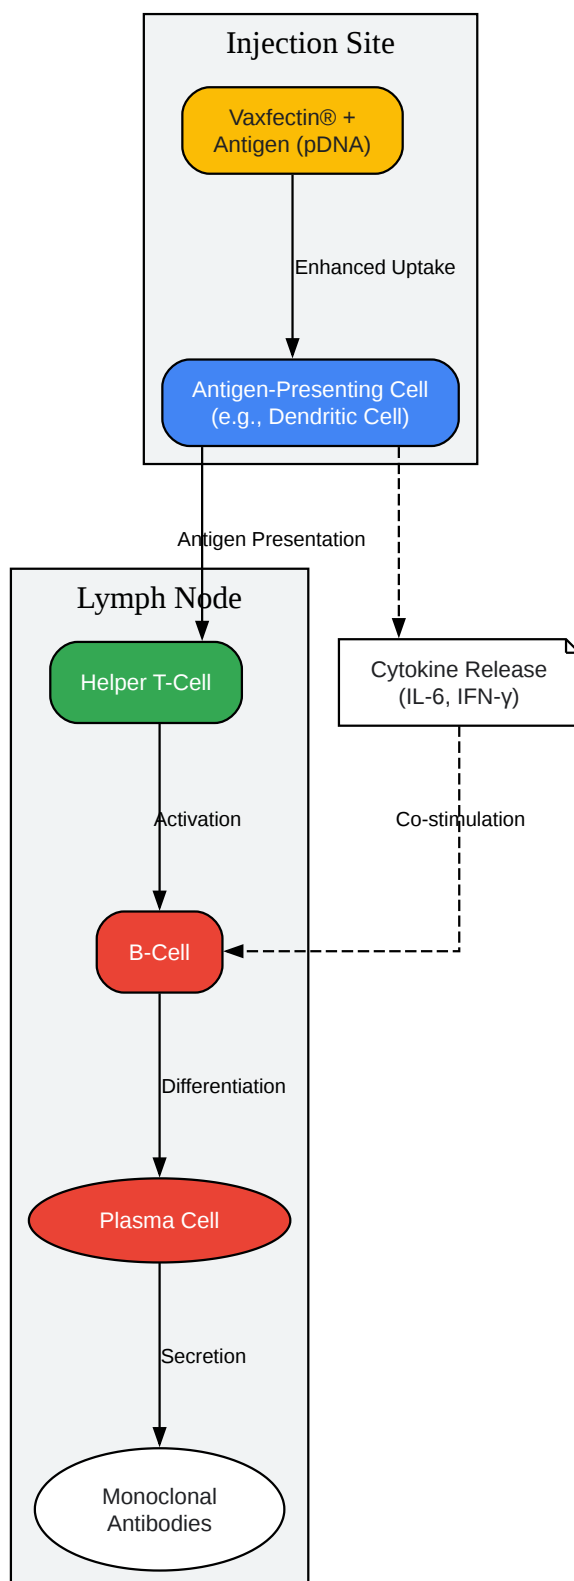 Injection Site
Vaxfectin® +
Antigen (pDNA)
Enhanced Uptake
Antigen-Presenting Cell
(e.g., Dendritic Cell)
Antigen Presentation
Lymph Node
Helper T-Cell
Cytokine Release
(IL-6, IFN-γ)
Activation
Co-stimulation
B-Cell
Differentiation
Plasma Cell
Secretion
Monoclonal
Antibodies